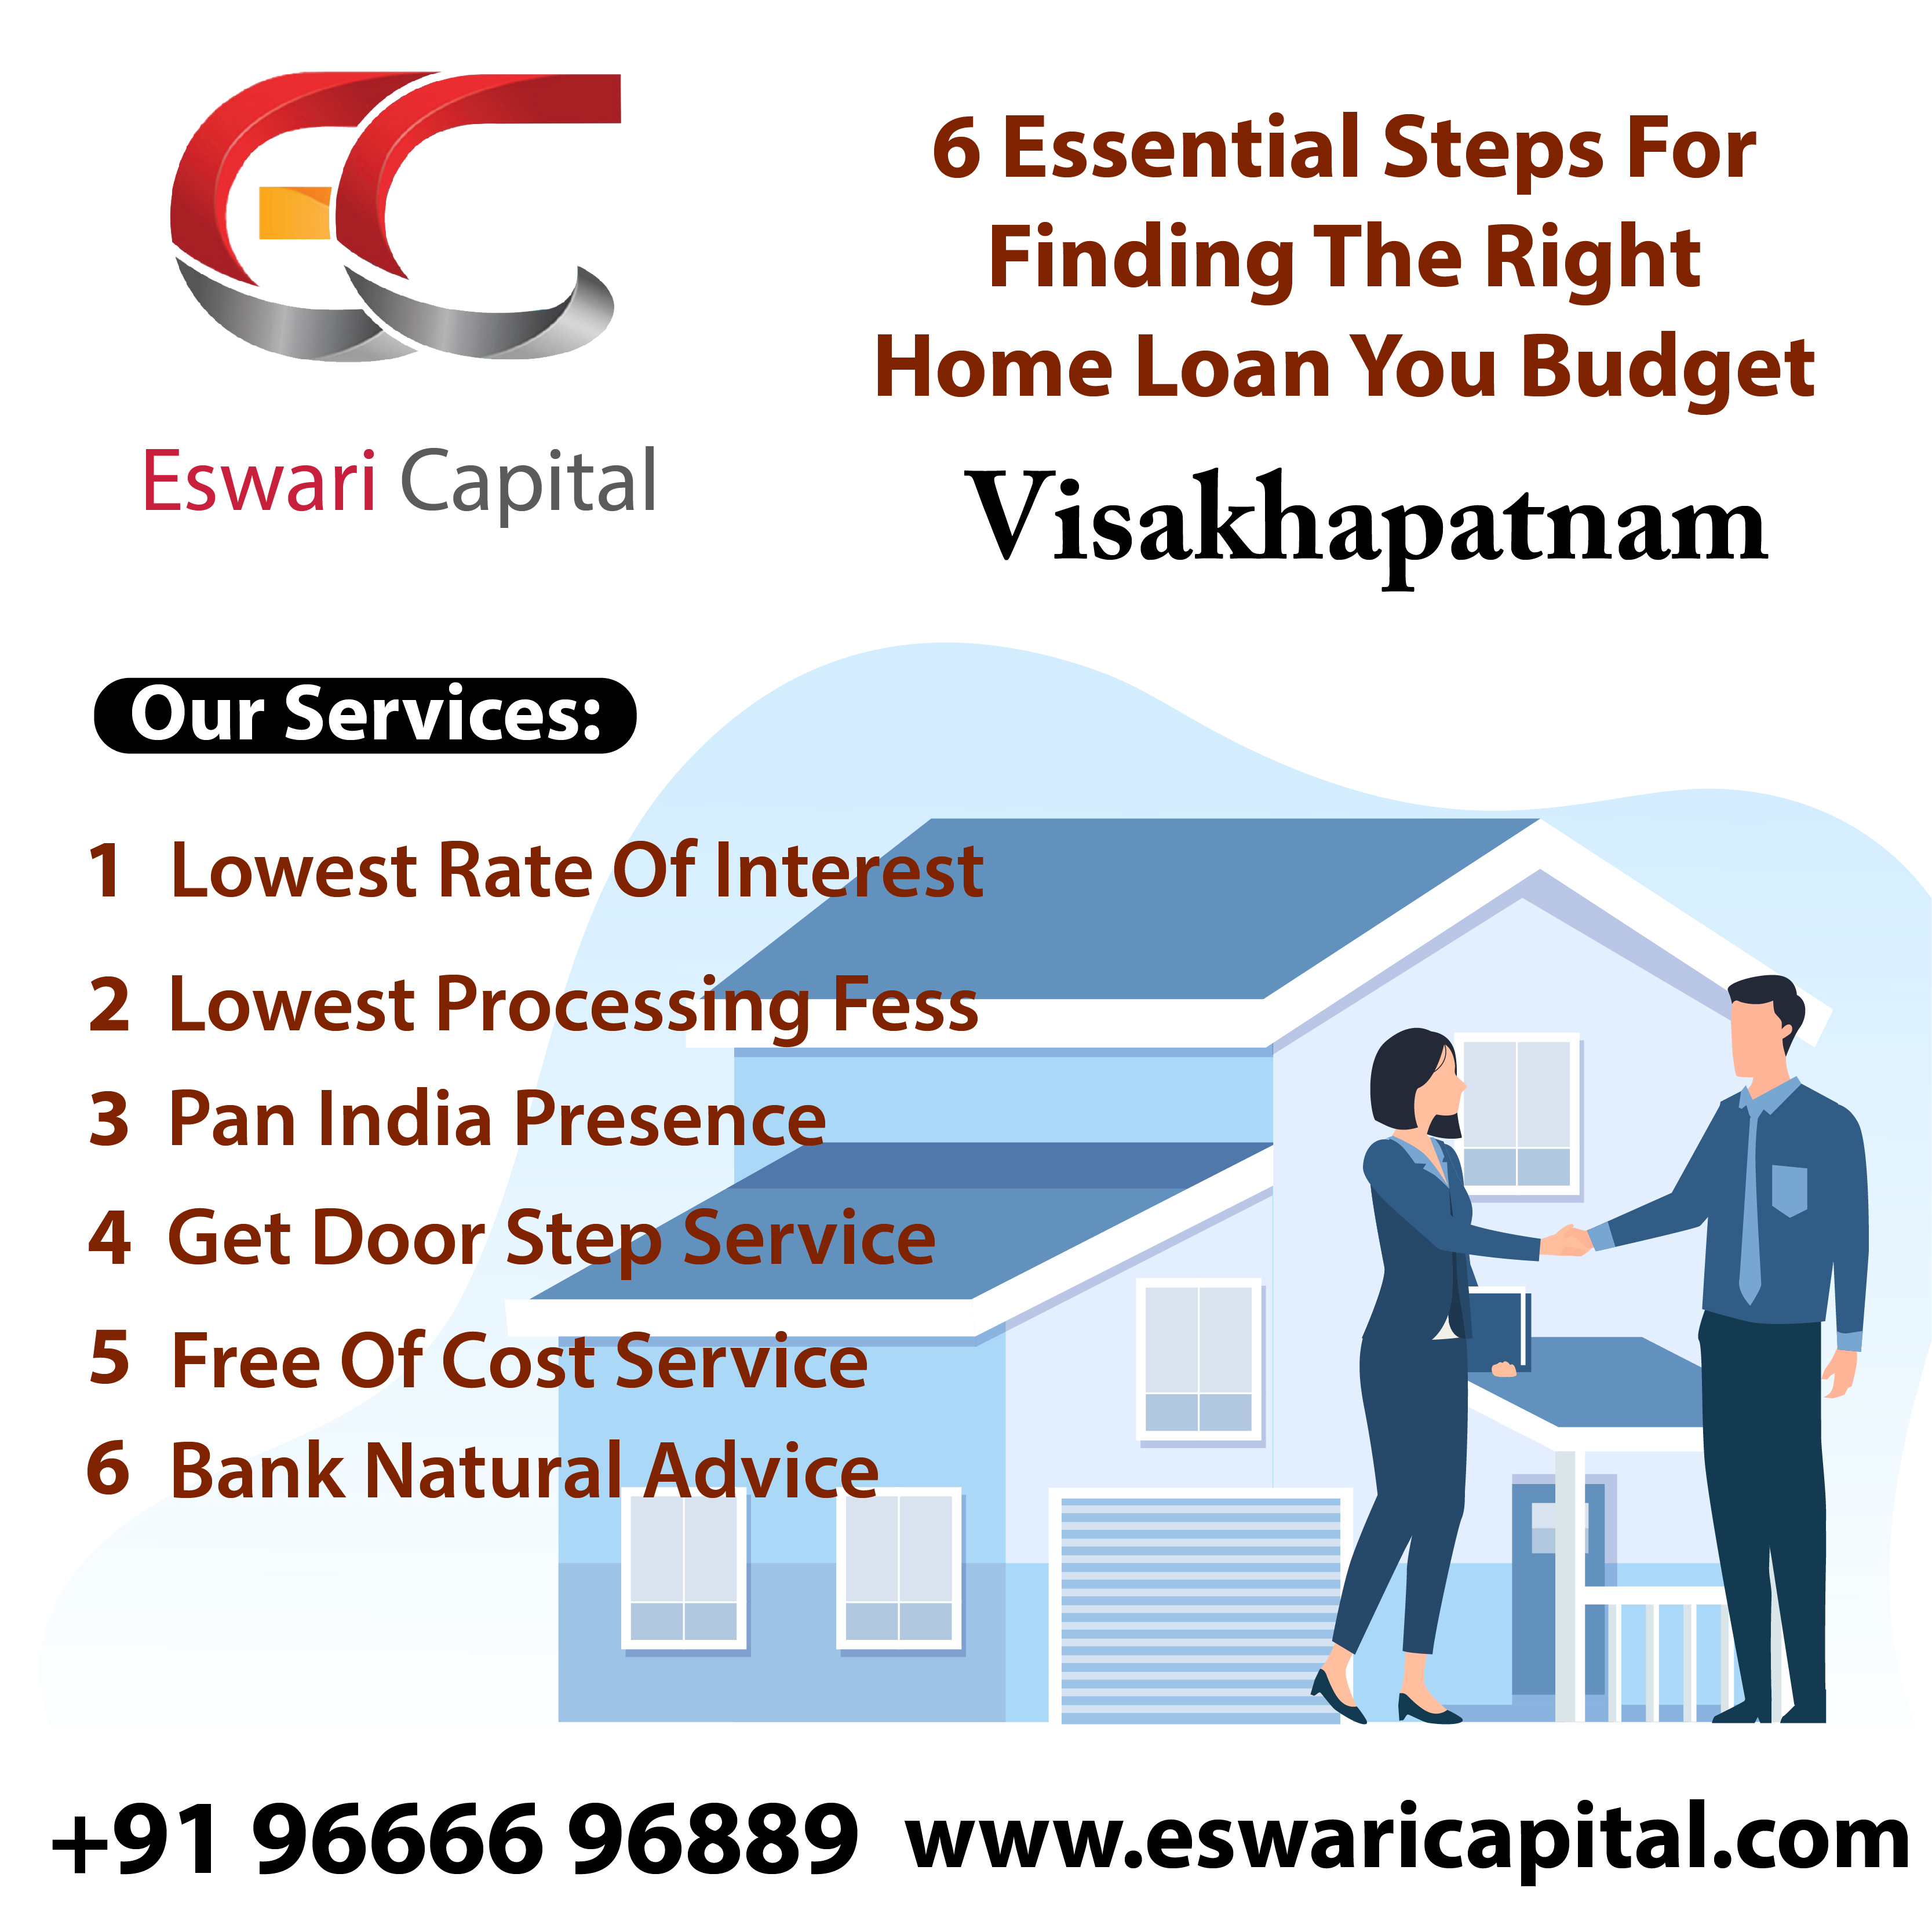 Eswari Capital
6 Essential Steps For
Finding The Right
Home Loan You Budget
Visakhapatnam
Our Services:
1 Lowest Rate Of Interest
2 Lowest Processing Fess
3 Pan India Presence
4 Get Door Step Service
5 Free Of Cost Service
6 Bank Natural Advice
+91 96666 96889 www.eswaricapital.com